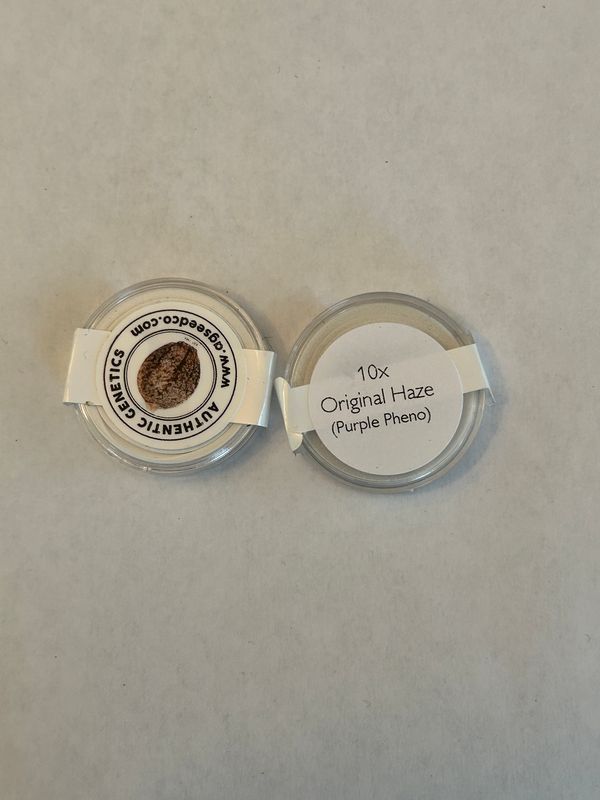 AUTHENTIC GENETICS
www.agseedco.com
10x
Original Haze
(Purple Pheno)